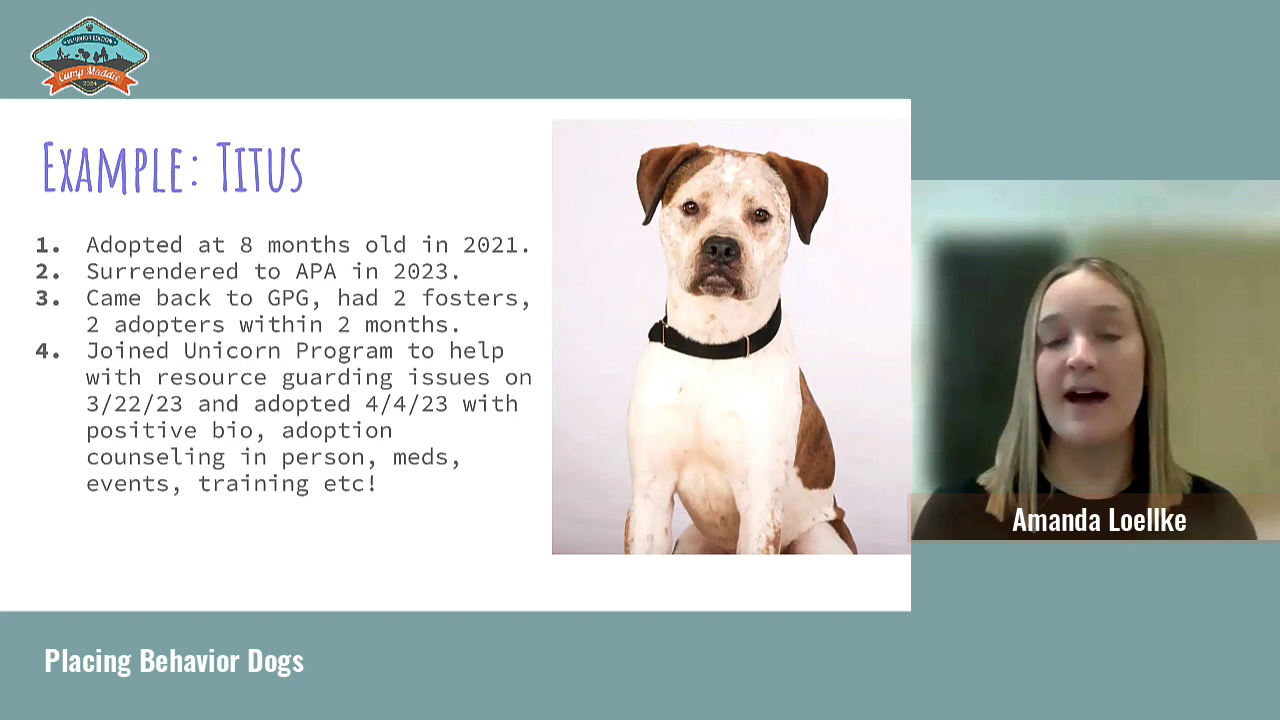 BEHAVIOR EDITION
Camp Maddie
2024
Example: Titus
1. Adopted at 8 months old in 2021.
2. Surrendered to APA in 2023.
3. Came back to GPG, had 2 fosters,
2 adopters within 2 months.
4. Joined Unicorn Program to help
with resource guarding issues on
3/22/23 and adopted 4/4/23 with
positive bio, adoption
counseling in person, meds,
events, training etc!
Amanda Loellke
Placing Behavior Dogs